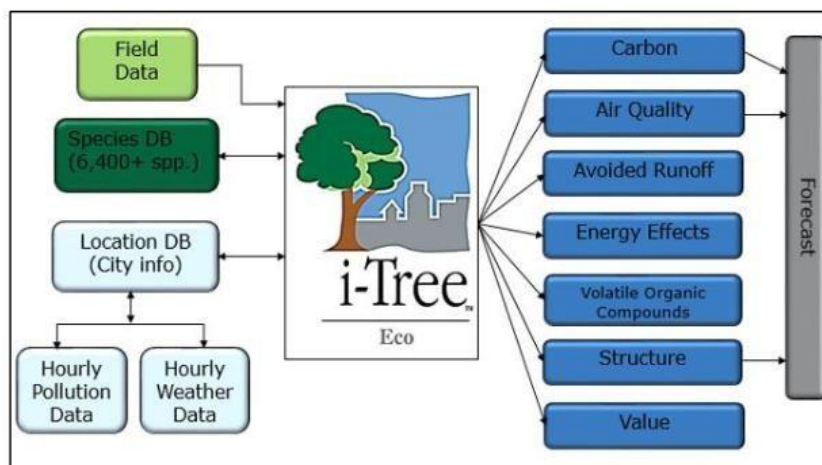 Field
Data
Species DB
(6,400+ spp.)
Location DB
(City info)
Hourly
Pollution
Data
Hourly
Weather
Data
i-Tree™
Eco
Carbon
Air Quality
Avoided Runoff
Energy Effects
Volatile Organic
Compounds
Structure
Value
Forecast